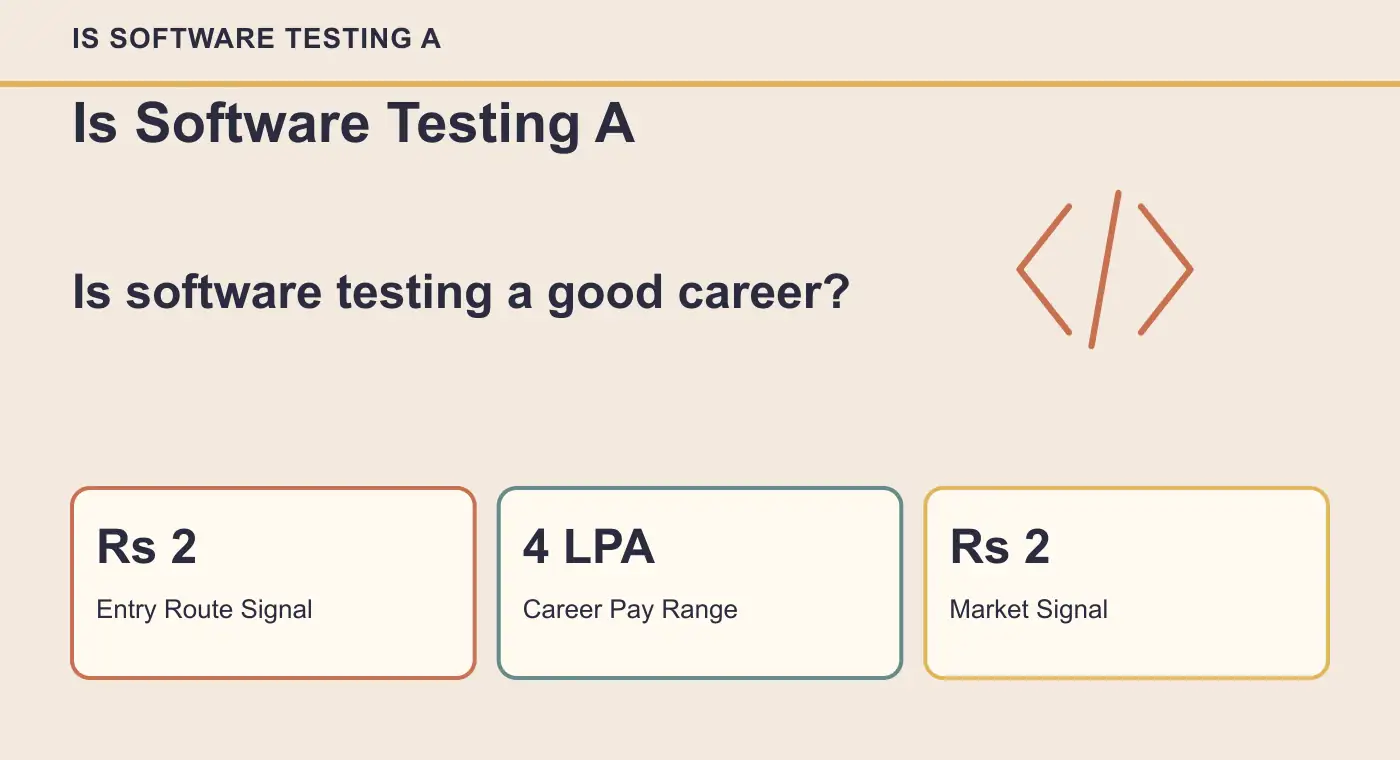 IS SOFTWARE TESTING A
Is Software Testing A
Is software testing a good career?
Rs 2
Entry Route Signal
4 LPA
Career Pay Range
Rs 2
Market Signal